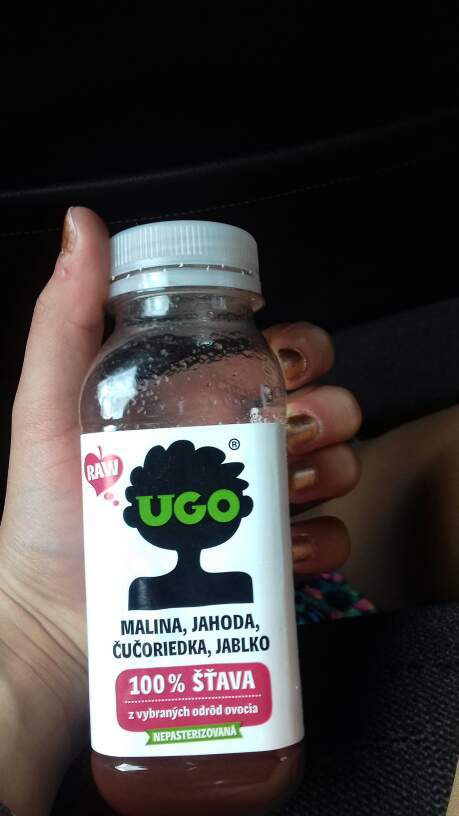 ®
RAW
UGO
MALINA, JAHODA,
ČUČORIEDKA, JABLKO
100% ŠŤAVA
z vybraných odrôd ovocia
NEPASTERIZOVANÁ